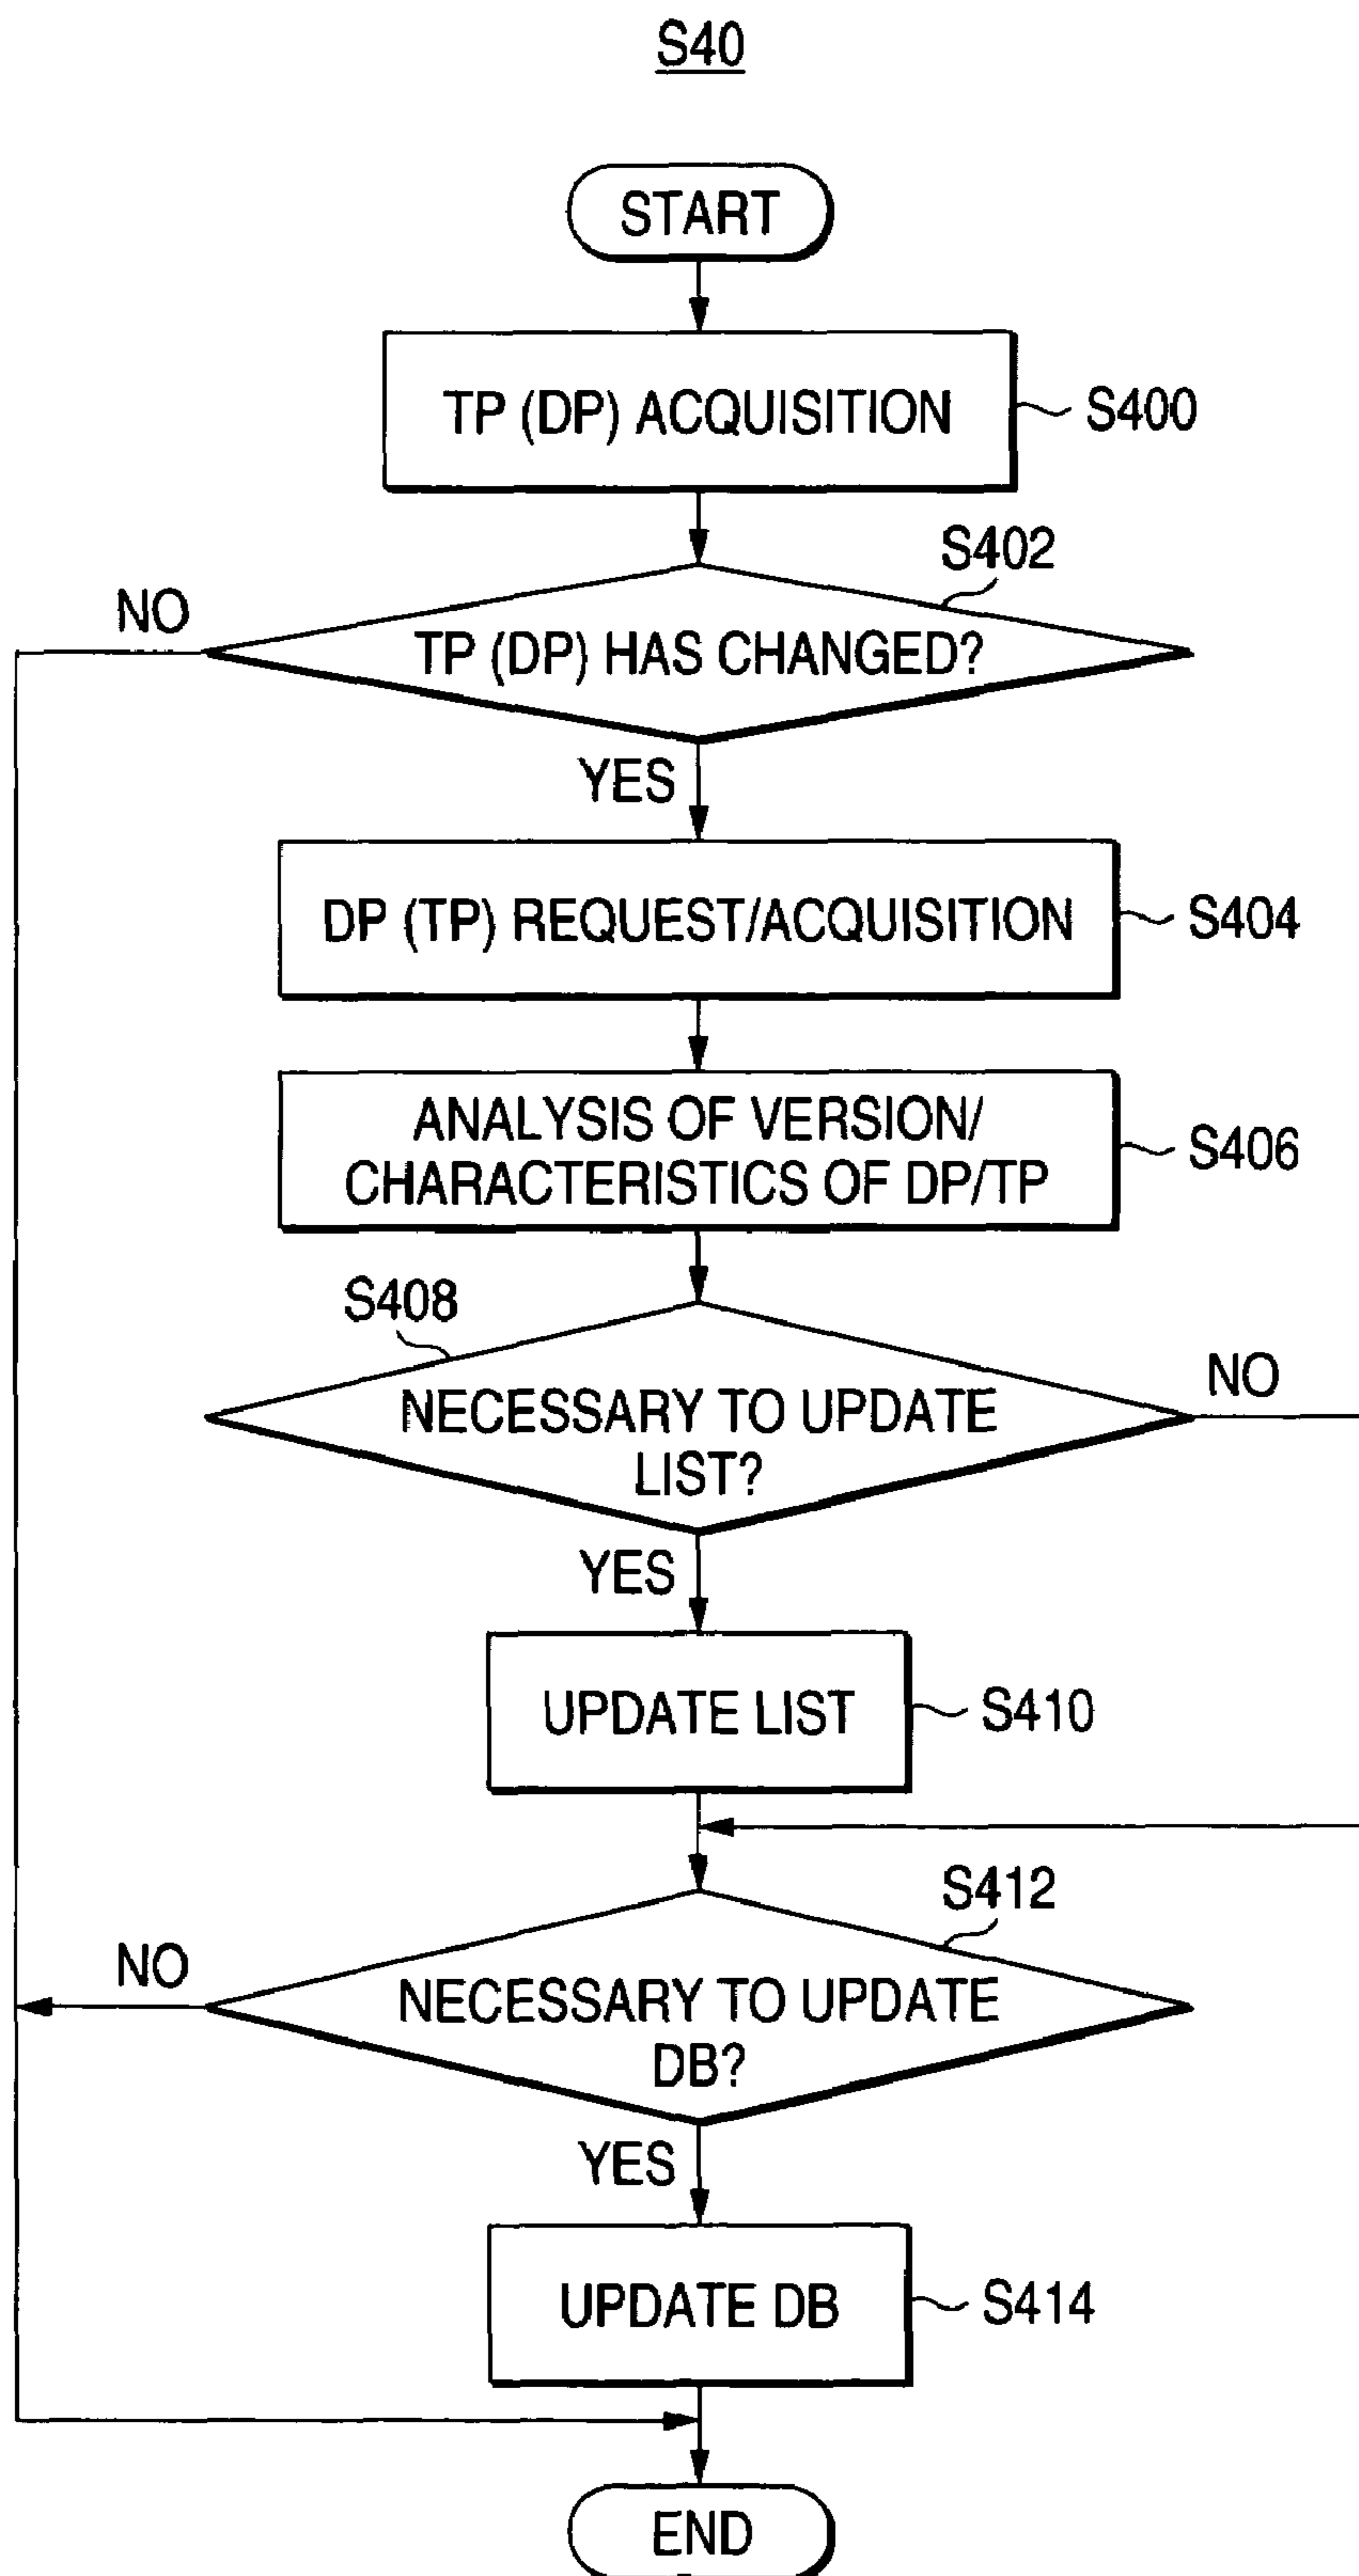 S40
START
TP (DP) ACQUISITION
S400
S402
NO
TP (DP) HAS CHANGED?
YES
DP (TP) REQUEST/ACQUISITION
S404
ANALYSIS OF VERSION/
CHARACTERISTICS OF DP/TP
S406
S408
NO
NECESSARY TO UPDATE
LIST?
YES
UPDATE LIST
S410
S412
NO
NECESSARY TO UPDATE
DB?
YES
UPDATE DB
S414
END